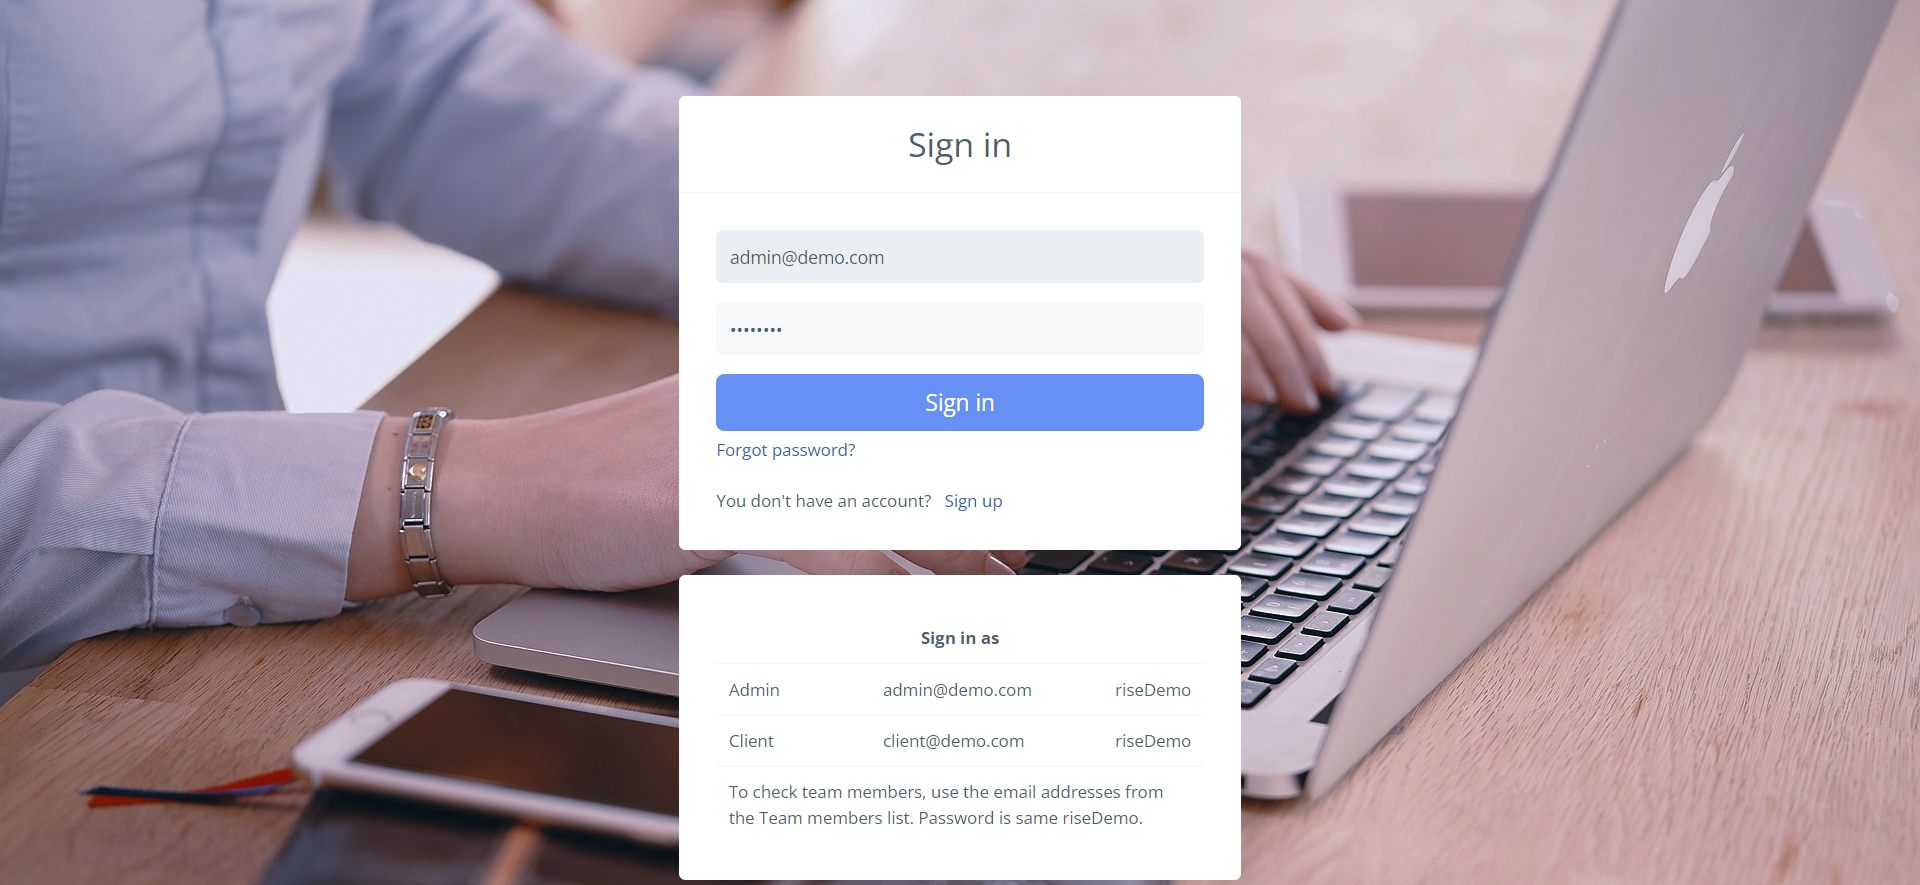 Sign in
admin@demo.com
••••••••
Sign in
Forgot password?
You don't have an account? Sign up
Sign in as
Admin admin@demo.com riseDemo
Client client@demo.com riseDemo
To check team members, use the email addresses from
the Team members list. Password is same riseDemo.